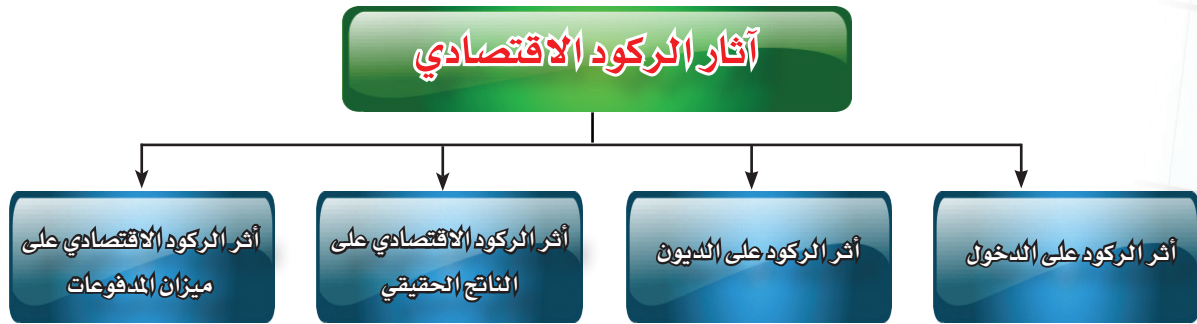 آثار الركود الاقتصادي
أثر الركود على الدخول
أثر الركود على الديون
أثر الركود الاقتصادي على
الناتج الحقيقي
أثر الركود الاقتصادي على
ميزان المدفوعات